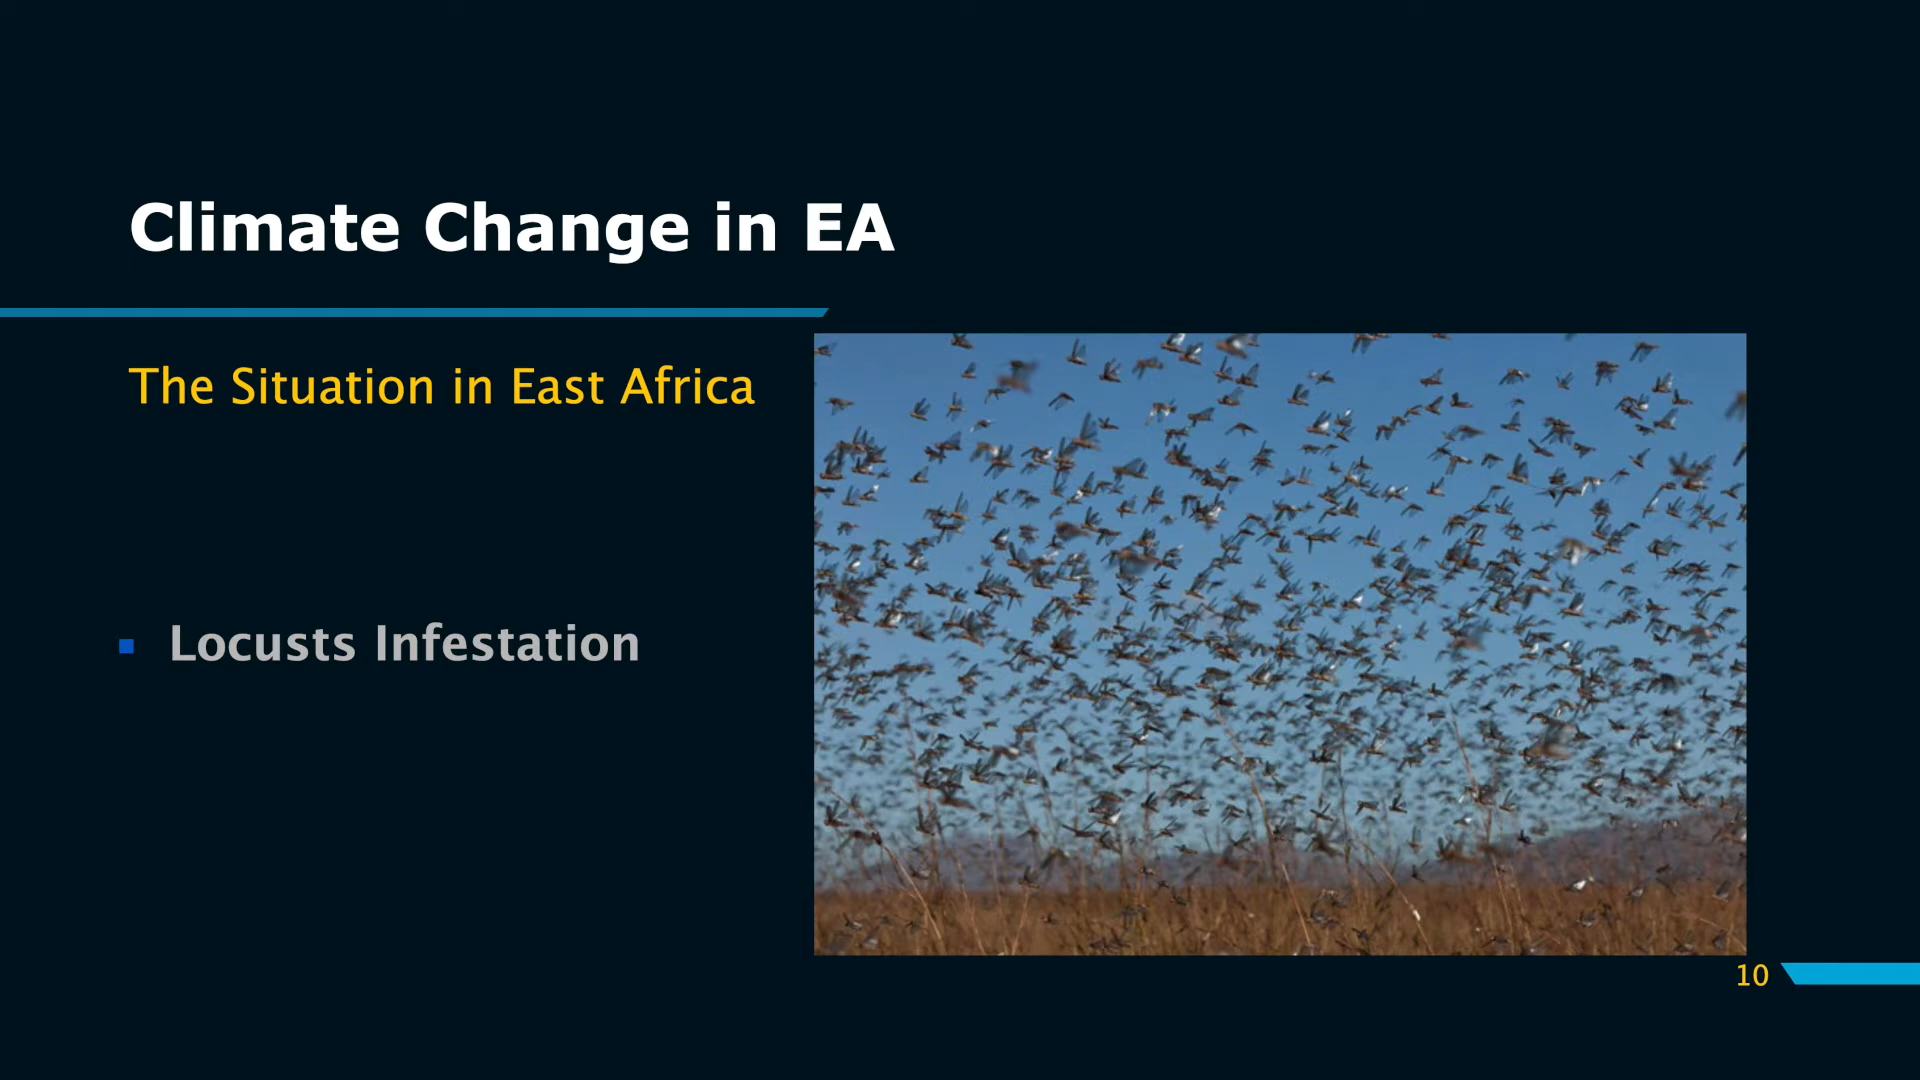 Climate Change in EA
The Situation in East Africa
Locusts Infestation
10